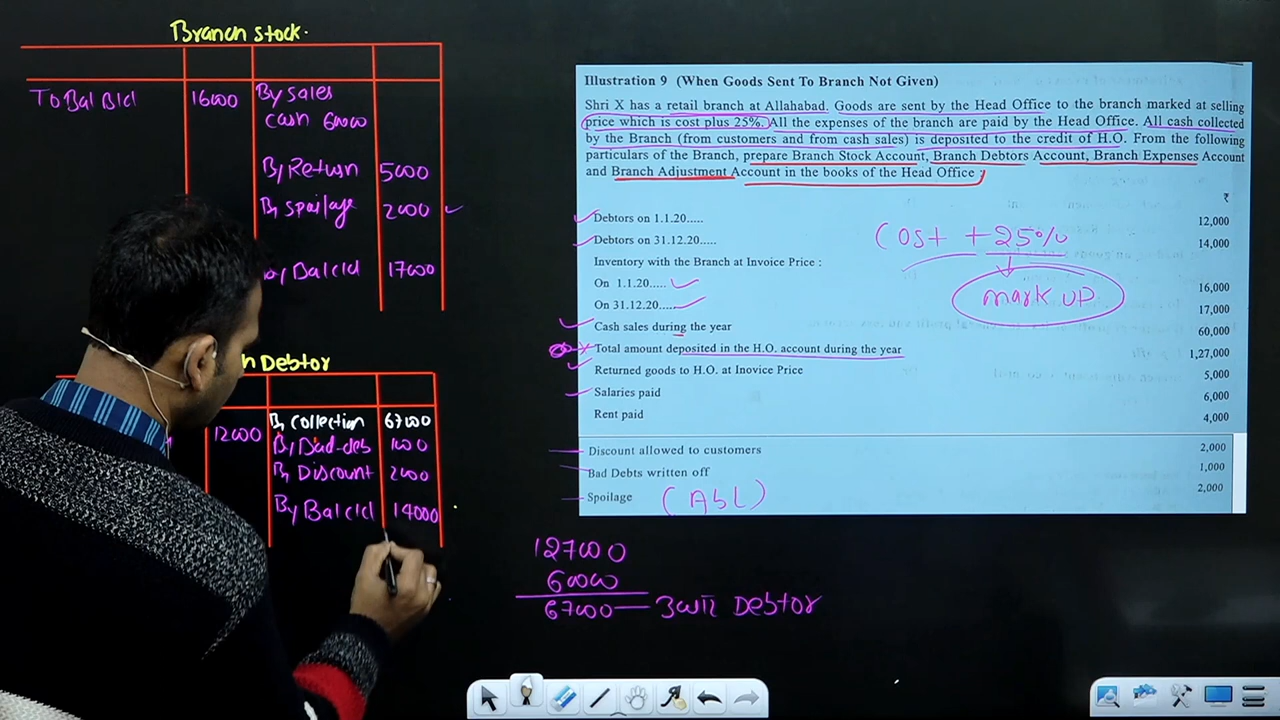 Branch stock.
To Bal Bld 16000 By sales
cash 60000
By Return 5000
By spoilage 2000
By Bal cld 17000
h Debtor
12000 By collection 67000
By Bad-deb 1000
By Discount 2000
By Bal cld 14000
Illustration 9 (When Goods Sent To Branch Not Given)
Shri X has a retail branch at Allahabad. Goods are sent by the Head Office to the branch marked at selling
price which is cost plus 25%. All the expenses of the branch are paid by the Head Office. All cash collected
by the Branch (from customers and from cash sales) is deposited to the credit of H.O. From the following
particulars of the Branch, prepare Branch Stock Account, Branch Debtors Account, Branch Expenses Account
and Branch Adjustment Account in the books of the Head Office :
₹
Debtors on 1.1.20..... 12,000
Debtors on 31.12.20..... 14,000
Inventory with the Branch at Invoice Price :
On 1.1.20..... 16,000
On 31.12.20..... 17,000
Cash sales during the year 60,000
Total amount deposited in the H.O. account during the year 1,27,000
Returned goods to H.O. at Inovice Price 5,000
Salaries paid 6,000
Rent paid 4,000
Discount allowed to customers 2,000
Bad Debts written off 1,000
Spoilage (AbL) 2,000
Cost + 25%
mark up
127000
60000
67000 — उधार Debtor